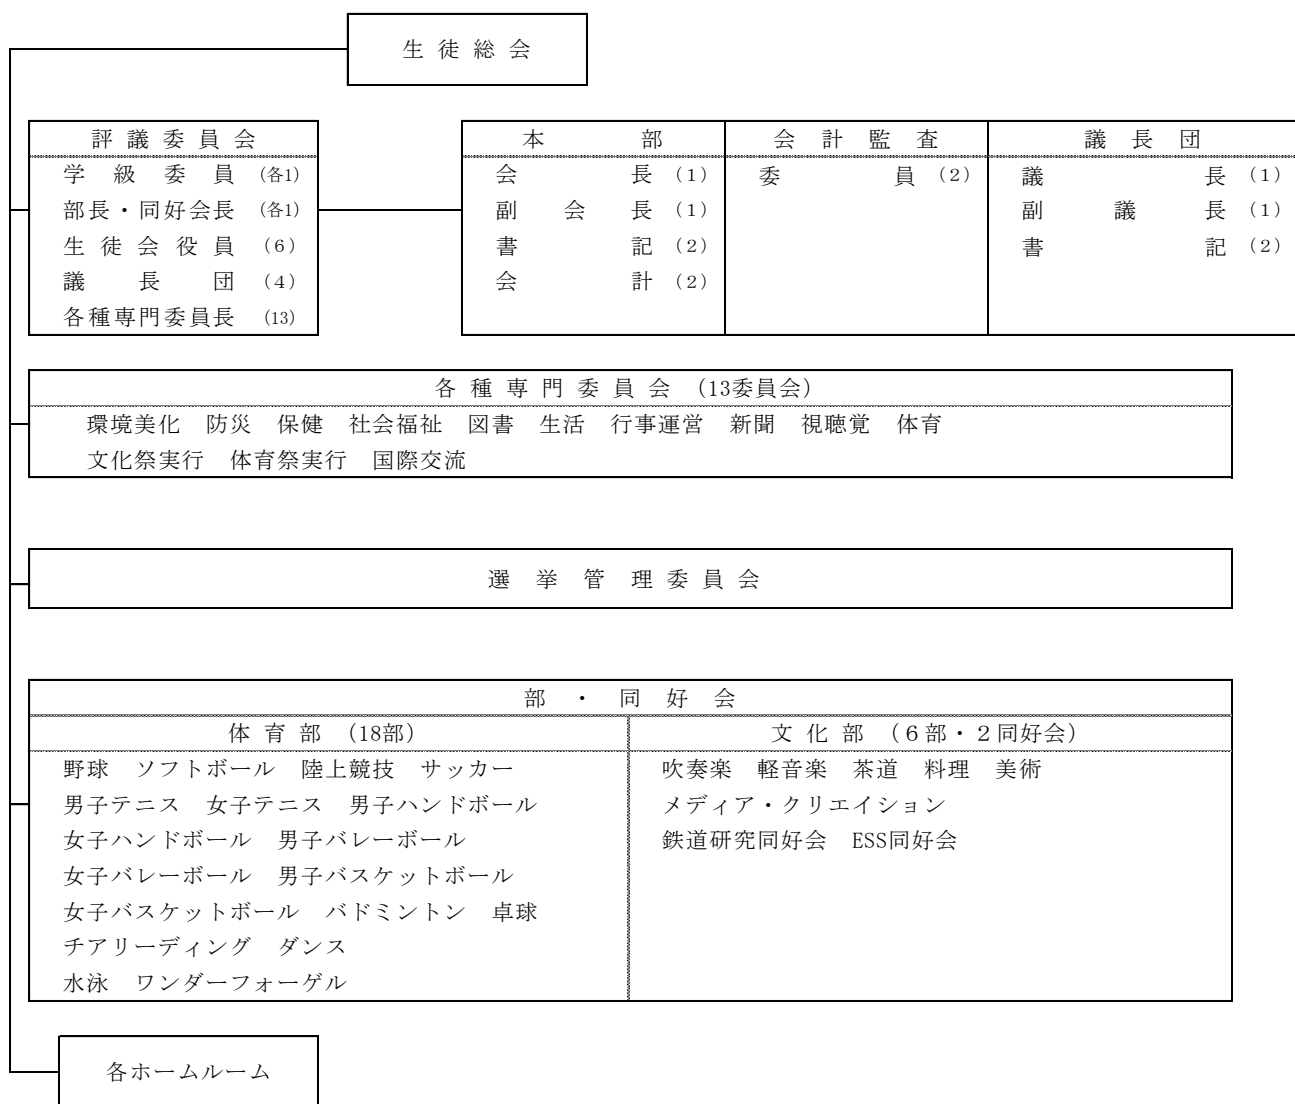 生徒総会
評議委員会
学級委員 (各1)
部長・同好会長 (各1)
生徒会役員 (6)
議長団 (4)
各種専門委員長 (13)
本部
会長 (1)
副会長 (1)
書記 (2)
会計 (2)
会計監査
委員 (2)
議長団
議長 (1)
副議長 (1)
書記 (2)
各種専門委員会 (13委員会)
環境美化 防災 保健 社会福祉 図書 生活 行事運営 新聞 視聴覚 体育
文化祭実行 体育祭実行 国際交流
選挙管理委員会
部・同好会
体育部 (18部)
野球 ソフトボール 陸上競技 サッカー
男子テニス 女子テニス 男子ハンドボール
女子ハンドボール 男子バレーボール
女子バレーボール 男子バスケットボール
女子バスケットボール バドミントン 卓球
チアリーディング ダンス
水泳 ワンダーフォーゲル
文化部 (6部・2同好会)
吹奏楽 軽音楽 茶道 料理 美術
メディア・クリエイション
鉄道研究同好会 ESS同好会
各ホームルーム